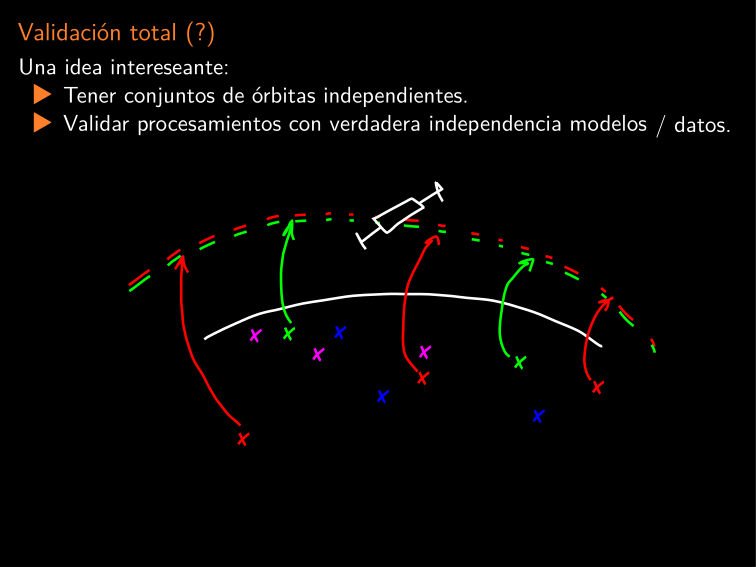 Validación total (?)
Una idea intereseante:
Tener conjuntos de órbitas independientes.
Validar procesamientos con verdadera independencia modelos / datos.